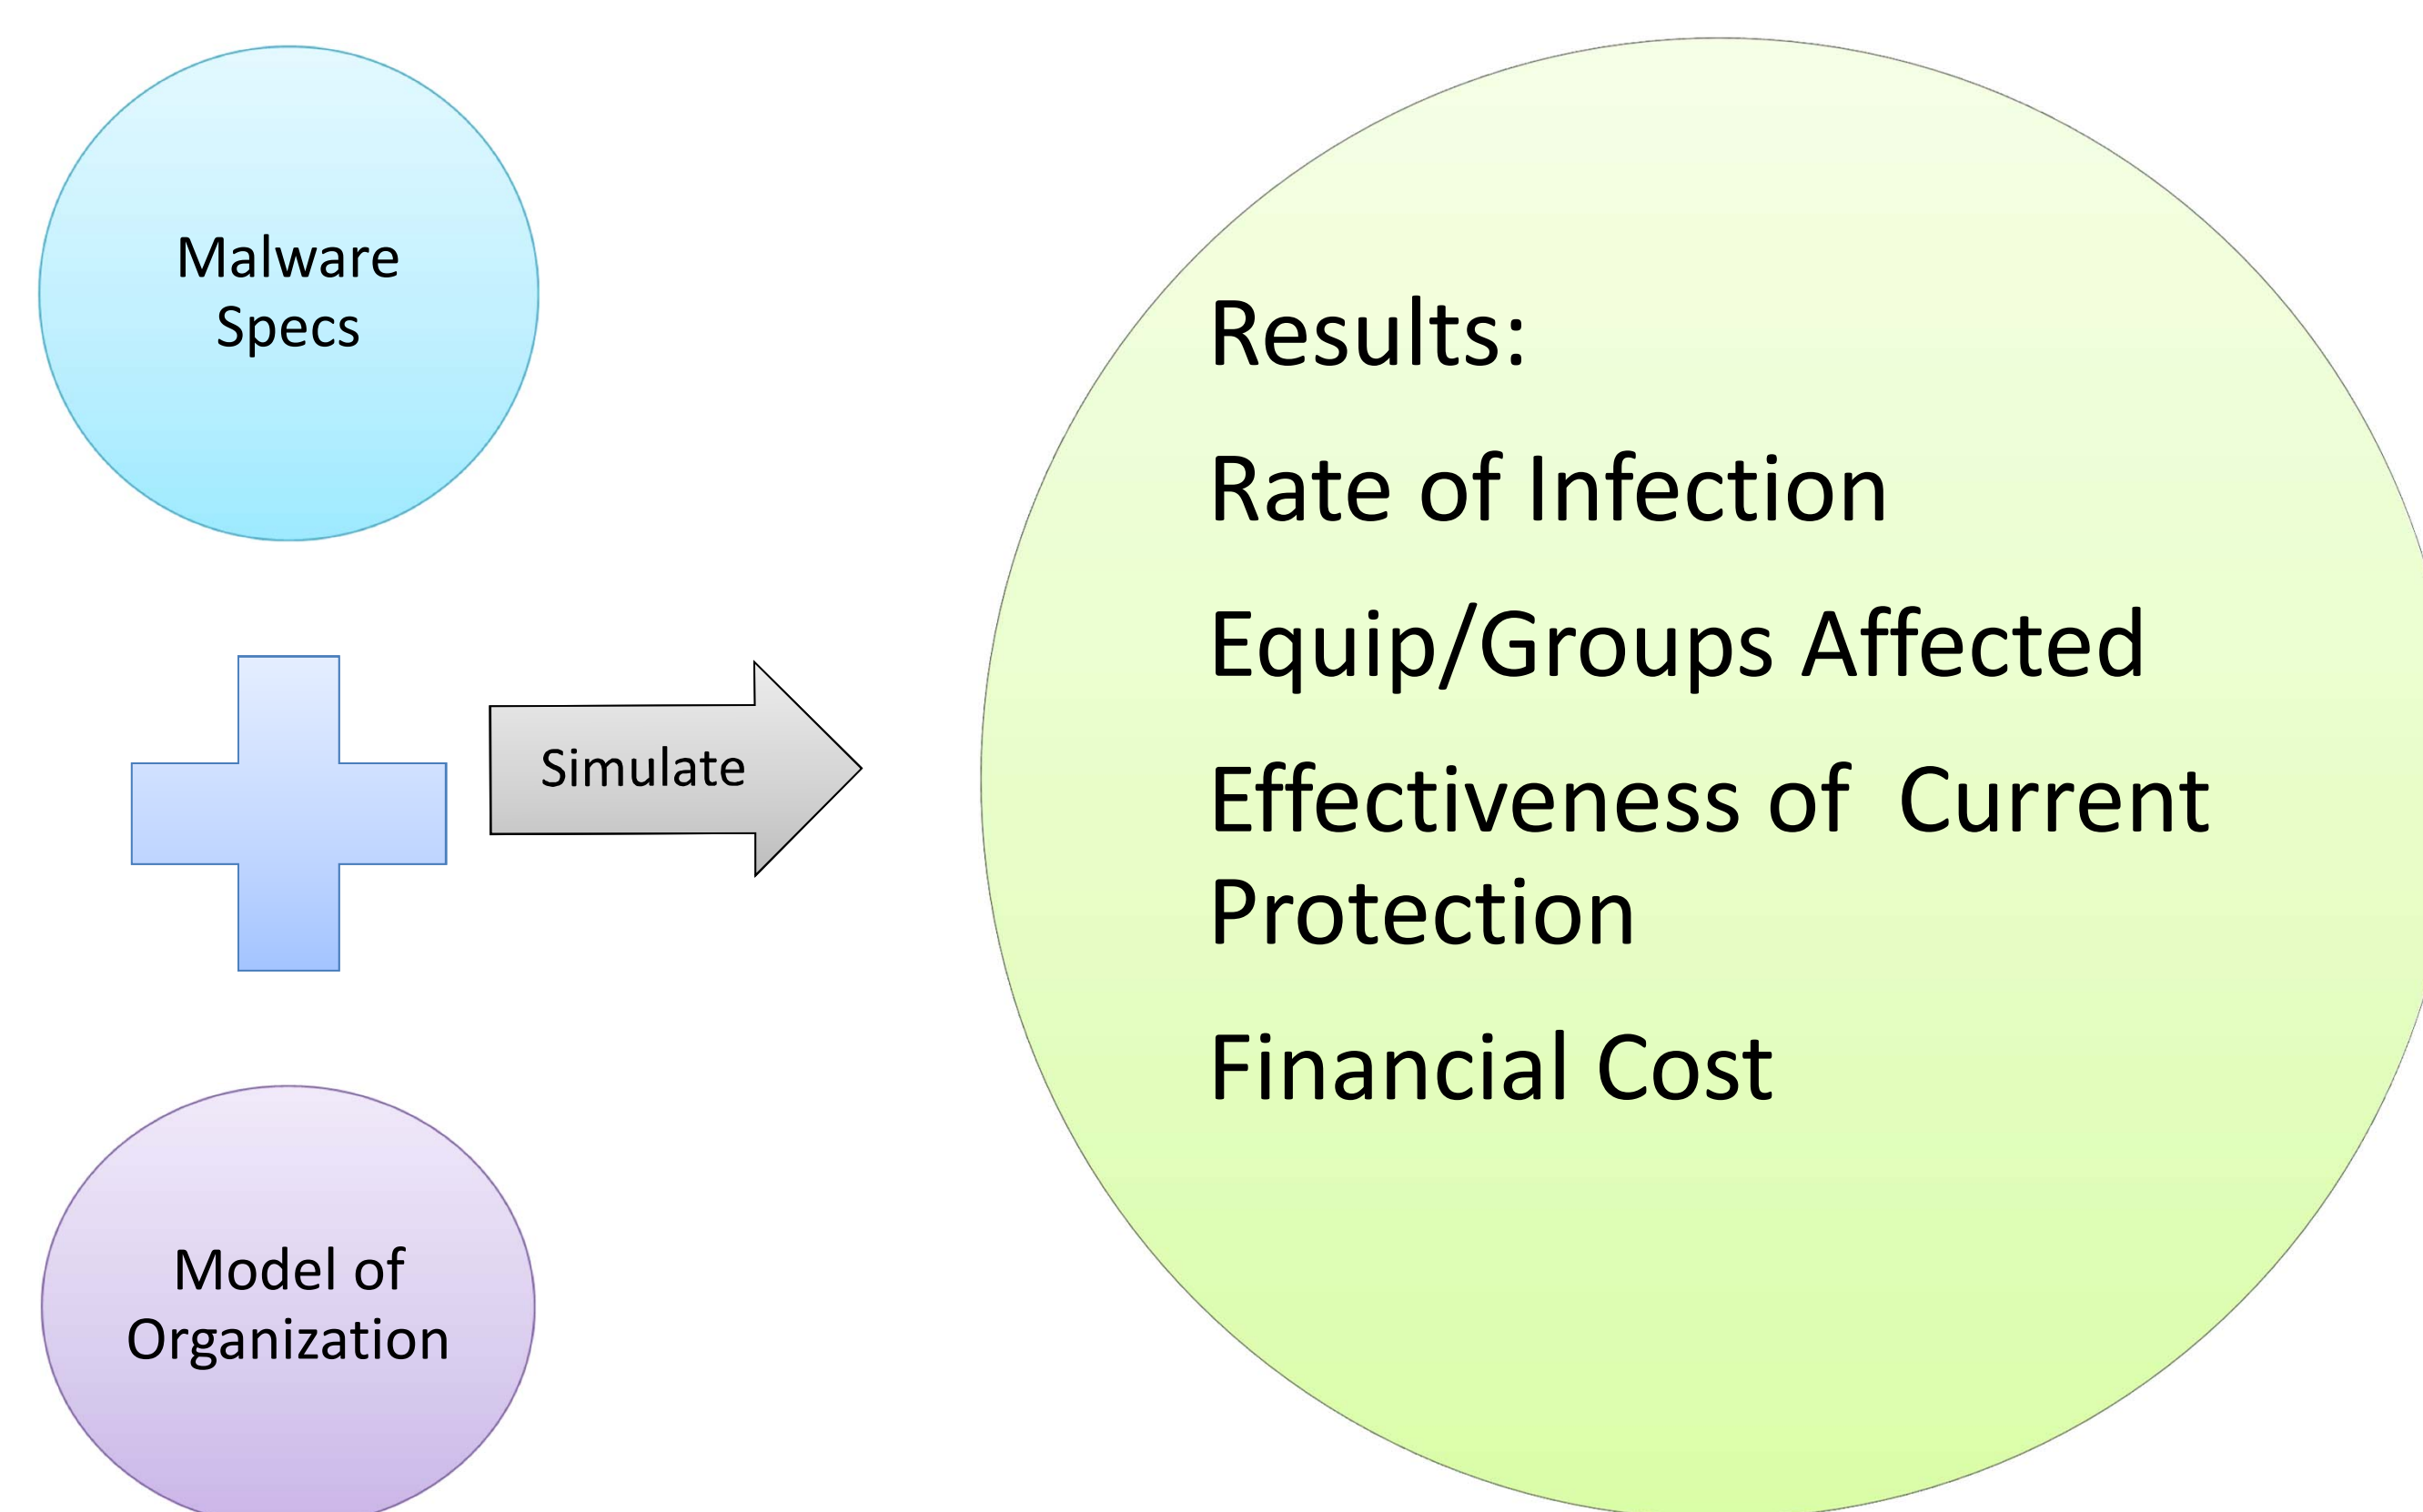 Malware
Specs
Simulate
Model of
Organization
Results:
Rate of Infection
Equip/Groups Affected
Effectiveness of  Current
Protection
Financial Cost